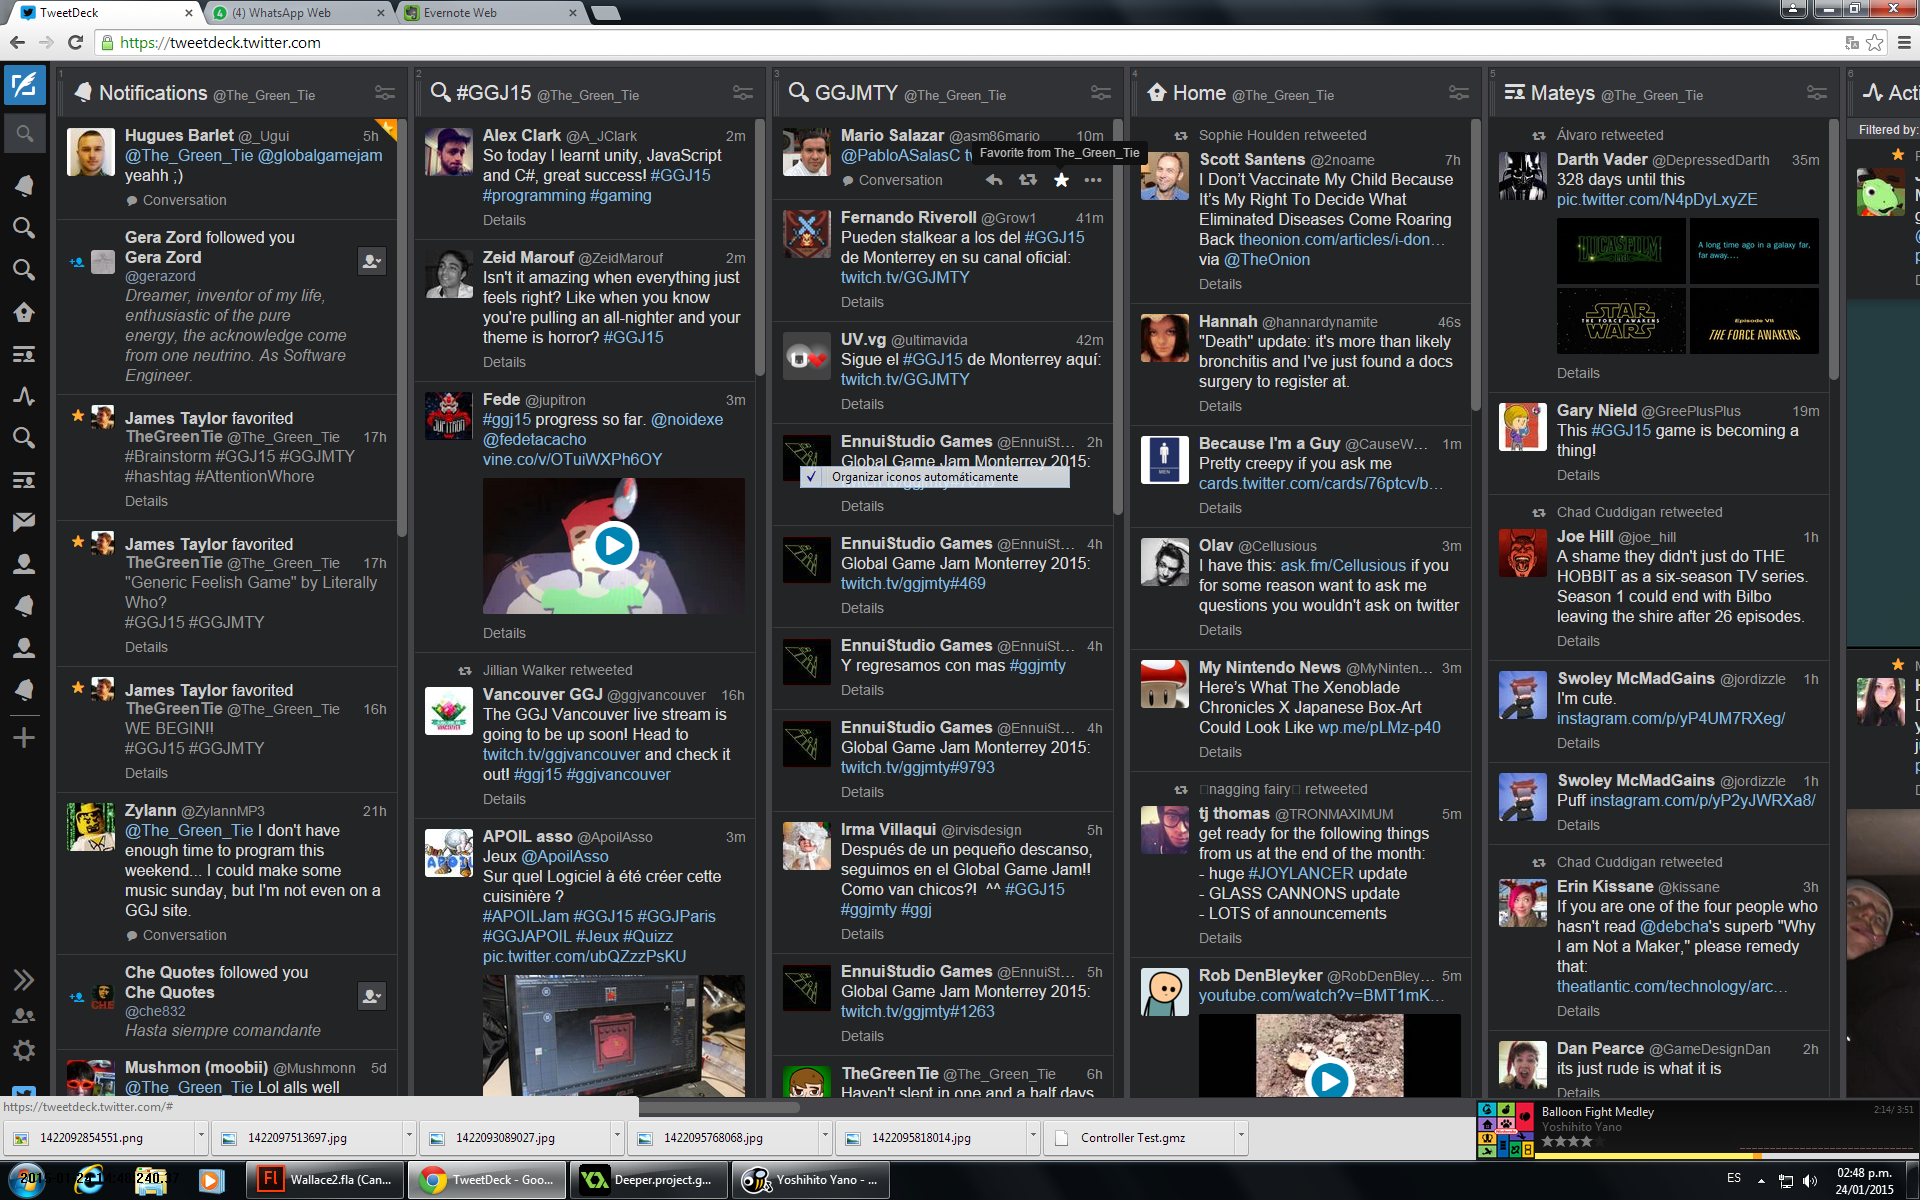 TweetDeck
(4) WhatsApp Web
Evernote Web
https://tweetdeck.twitter.com
1
Notifications @The_Green_Tie
Hugues Barlet @_Ugui 5h
@The_Green_Tie @globalgamejam
yeahh ;)
Conversation
Gera Zord followed you
Gera Zord
@gerazord
Dreamer, inventor of my life,
enthusiastic of the pure
energy, the acknowledge come
from one neutrino. As Software
Engineer.
James Taylor favorited
TheGreenTie @The_Green_Tie 17h
#Brainstorm #GGJ15 #GGJMTY
#hashtag #AttentionWhore
Details
James Taylor favorited
TheGreenTie @The_Green_Tie 17h
"Generic Feelish Game" by Literally
Who?
#GGJ15 #GGJMTY
Details
James Taylor favorited
TheGreenTie @The_Green_Tie 16h
WE BEGIN!!
#GGJ15 #GGJMTY
Details
Zylann @ZylannMP3 21h
@The_Green_Tie I don't have
enough time to program this
weekend... I could make some
music sunday, but I'm not even on a
GGJ site.
Conversation
Che Quotes followed you
Che Quotes
@che832
Hasta siempre comandante
Mushmon (moobii) @Mushmonn 5d
@The_Green_Tie Lol alls well
2
#GGJ15 @The_Green_Tie
Alex Clark @A_JClark 2m
So today I learnt unity, JavaScript
and C#, great success! #GGJ15
#programming #gaming
Details
Zeid Marouf @ZeidMarouf 2m
Isn't it amazing when everything just
feels right? Like when you know
you're pulling an all-nighter and your
theme is horror? #GGJ15
Details
Fede @jupitron 3m
#ggj15 progress so far. @noidexe
@fedetacacho
vine.co/v/OTuiWXPh6OY
Details
Jillian Walker retweeted
Vancouver GGJ @ggjvancouver 16h
The GGJ Vancouver live stream is
going to be up soon! Head to
twitch.tv/ggjvancouver and check it
out! #ggj15 #ggjvancouver
Details
APOIL asso @ApoilAsso 3m
Jeux @ApoilAsso
Sur quel Logiciel à été créer cette
cuisinière ?
#APOILJam #GGJ15 #GGJParis
#GGJAPOIL #Jeux #Quizz
pic.twitter.com/ubQZzzPsKU
3
GGJMTY @The_Green_Tie
Mario Salazar @asm86mario 10m
@PabloASalasC
Favorite from The_Green_Tie
Conversation
Fernando Riveroll @Grow1 41m
Pueden stalkear a los del #GGJ15
de Monterrey en su canal oficial:
twitch.tv/GGJMTY
Details
UV.vg @ultimavida 42m
Sigue el #GGJ15 de Monterrey aquí:
twitch.tv/GGJMTY
Details
EnnuiStudio Games @EnnuiSt... 2h
Global Game Jam Monterrey 2015:
Organizar iconos automáticamente
Details
EnnuiStudio Games @EnnuiSt... 4h
Global Game Jam Monterrey 2015:
twitch.tv/ggjmty#469
Details
EnnuiStudio Games @EnnuiSt... 4h
Y regresamos con mas #ggjmty
Details
EnnuiStudio Games @EnnuiSt... 4h
Global Game Jam Monterrey 2015:
twitch.tv/ggjmty#9793
Details
Irma Villaqui @irvisdesign 5h
Después de un pequeño descanso,
seguimos en el Global Game Jam!!
Como van chicos?! ^^ #GGJ15
#ggjmty #ggj
Details
EnnuiStudio Games @EnnuiSt... 5h
Global Game Jam Monterrey 2015:
twitch.tv/ggjmty#1263
Details
TheGreenTie @The_Green_Tie 6h
Haven't slept in one and a half days
4
Home @The_Green_Tie
Sophie Houlden retweeted
Scott Santens @2noame 7h
I Don't Vaccinate My Child Because
It's My Right To Decide What
Eliminated Diseases Come Roaring
Back theonion.com/articles/i-don...
via @TheOnion
Details
Hannah @hannardynamite 46s
"Death" update: it's more than likely
bronchitis and I've just found a docs
surgery to register at.
Details
MEN
Because I'm a Guy @CauseW... 1m
Pretty creepy if you ask me
cards.twitter.com/cards/76ptcv/b...
Details
Olav @Cellusious 3m
I have this: ask.fm/Cellusious if you
for some reason want to ask me
questions you wouldn't ask on twitter
Details
My Nintendo News @MyNinten... 3m
Here's What The Xenoblade
Chronicles X Japanese Box-Art
Could Look Like wp.me/pLMz-p40
Details
nagging fairy retweeted
tj thomas @TRONMAXIMUM 5m
get ready for the following things
from us at the end of the month:
- huge #JOYLANCER update
- GLASS CANNONS update
- LOTS of announcements
Details
Rob DenBleyker @RobDenBley... 5m
youtube.com/watch?v=BMT1mK...
5
Mateys @The_Green_Tie
Álvaro retweeted
Darth Vader @DepressedDarth 35m
328 days until this
pic.twitter.com/N4pDyLxyZE
LUCASFILM
A long time ago in a galaxy far,
far away....
STAR WARS
THE FORCE AWAKENS
Episode VII
THE FORCE AWAKENS
Details
Gary Nield @GreePlusPlus 19m
This #GGJ15 game is becoming a
thing!
Details
Chad Cuddigan retweeted
Joe Hill @joe_hill 1h
A shame they didn't just do THE
HOBBIT as a six-season TV series.
Season 1 could end with Bilbo
leaving the shire after 26 episodes.
Details
Swoley McMadGains @jordizzle 1h
I'm cute.
instagram.com/p/yP4UM7RXeg/
Details
Swoley McMadGains @jordizzle 1h
Puff instagram.com/p/yP2yJWRXa8/
Details
Chad Cuddigan retweeted
Erin Kissane @kissane 3h
If you are one of the four people who
hasn't read @debcha's superb "Why
I am Not a Maker," please remedy
that:
theatlantic.com/technology/arc...
Details
Dan Pearce @GameDesignDan 2h
its just rude is what it is
Details
6
Acti
Filtered by:
https://tweetdeck.twitter.com/#
1422092854551.png
1422097513697.jpg
1422093089027.jpg
1422095768068.jpg
1422095818014.jpg
Controller Test.gmz
Balloon Fight Medley
Yoshihito Yano
2:14/ 3:51
Wallace2.fla (Can...
TweetDeck - Goo...
Deeper.project.g...
Yoshihito Yano - ...
ES
02:48 p.m.
24/01/2015